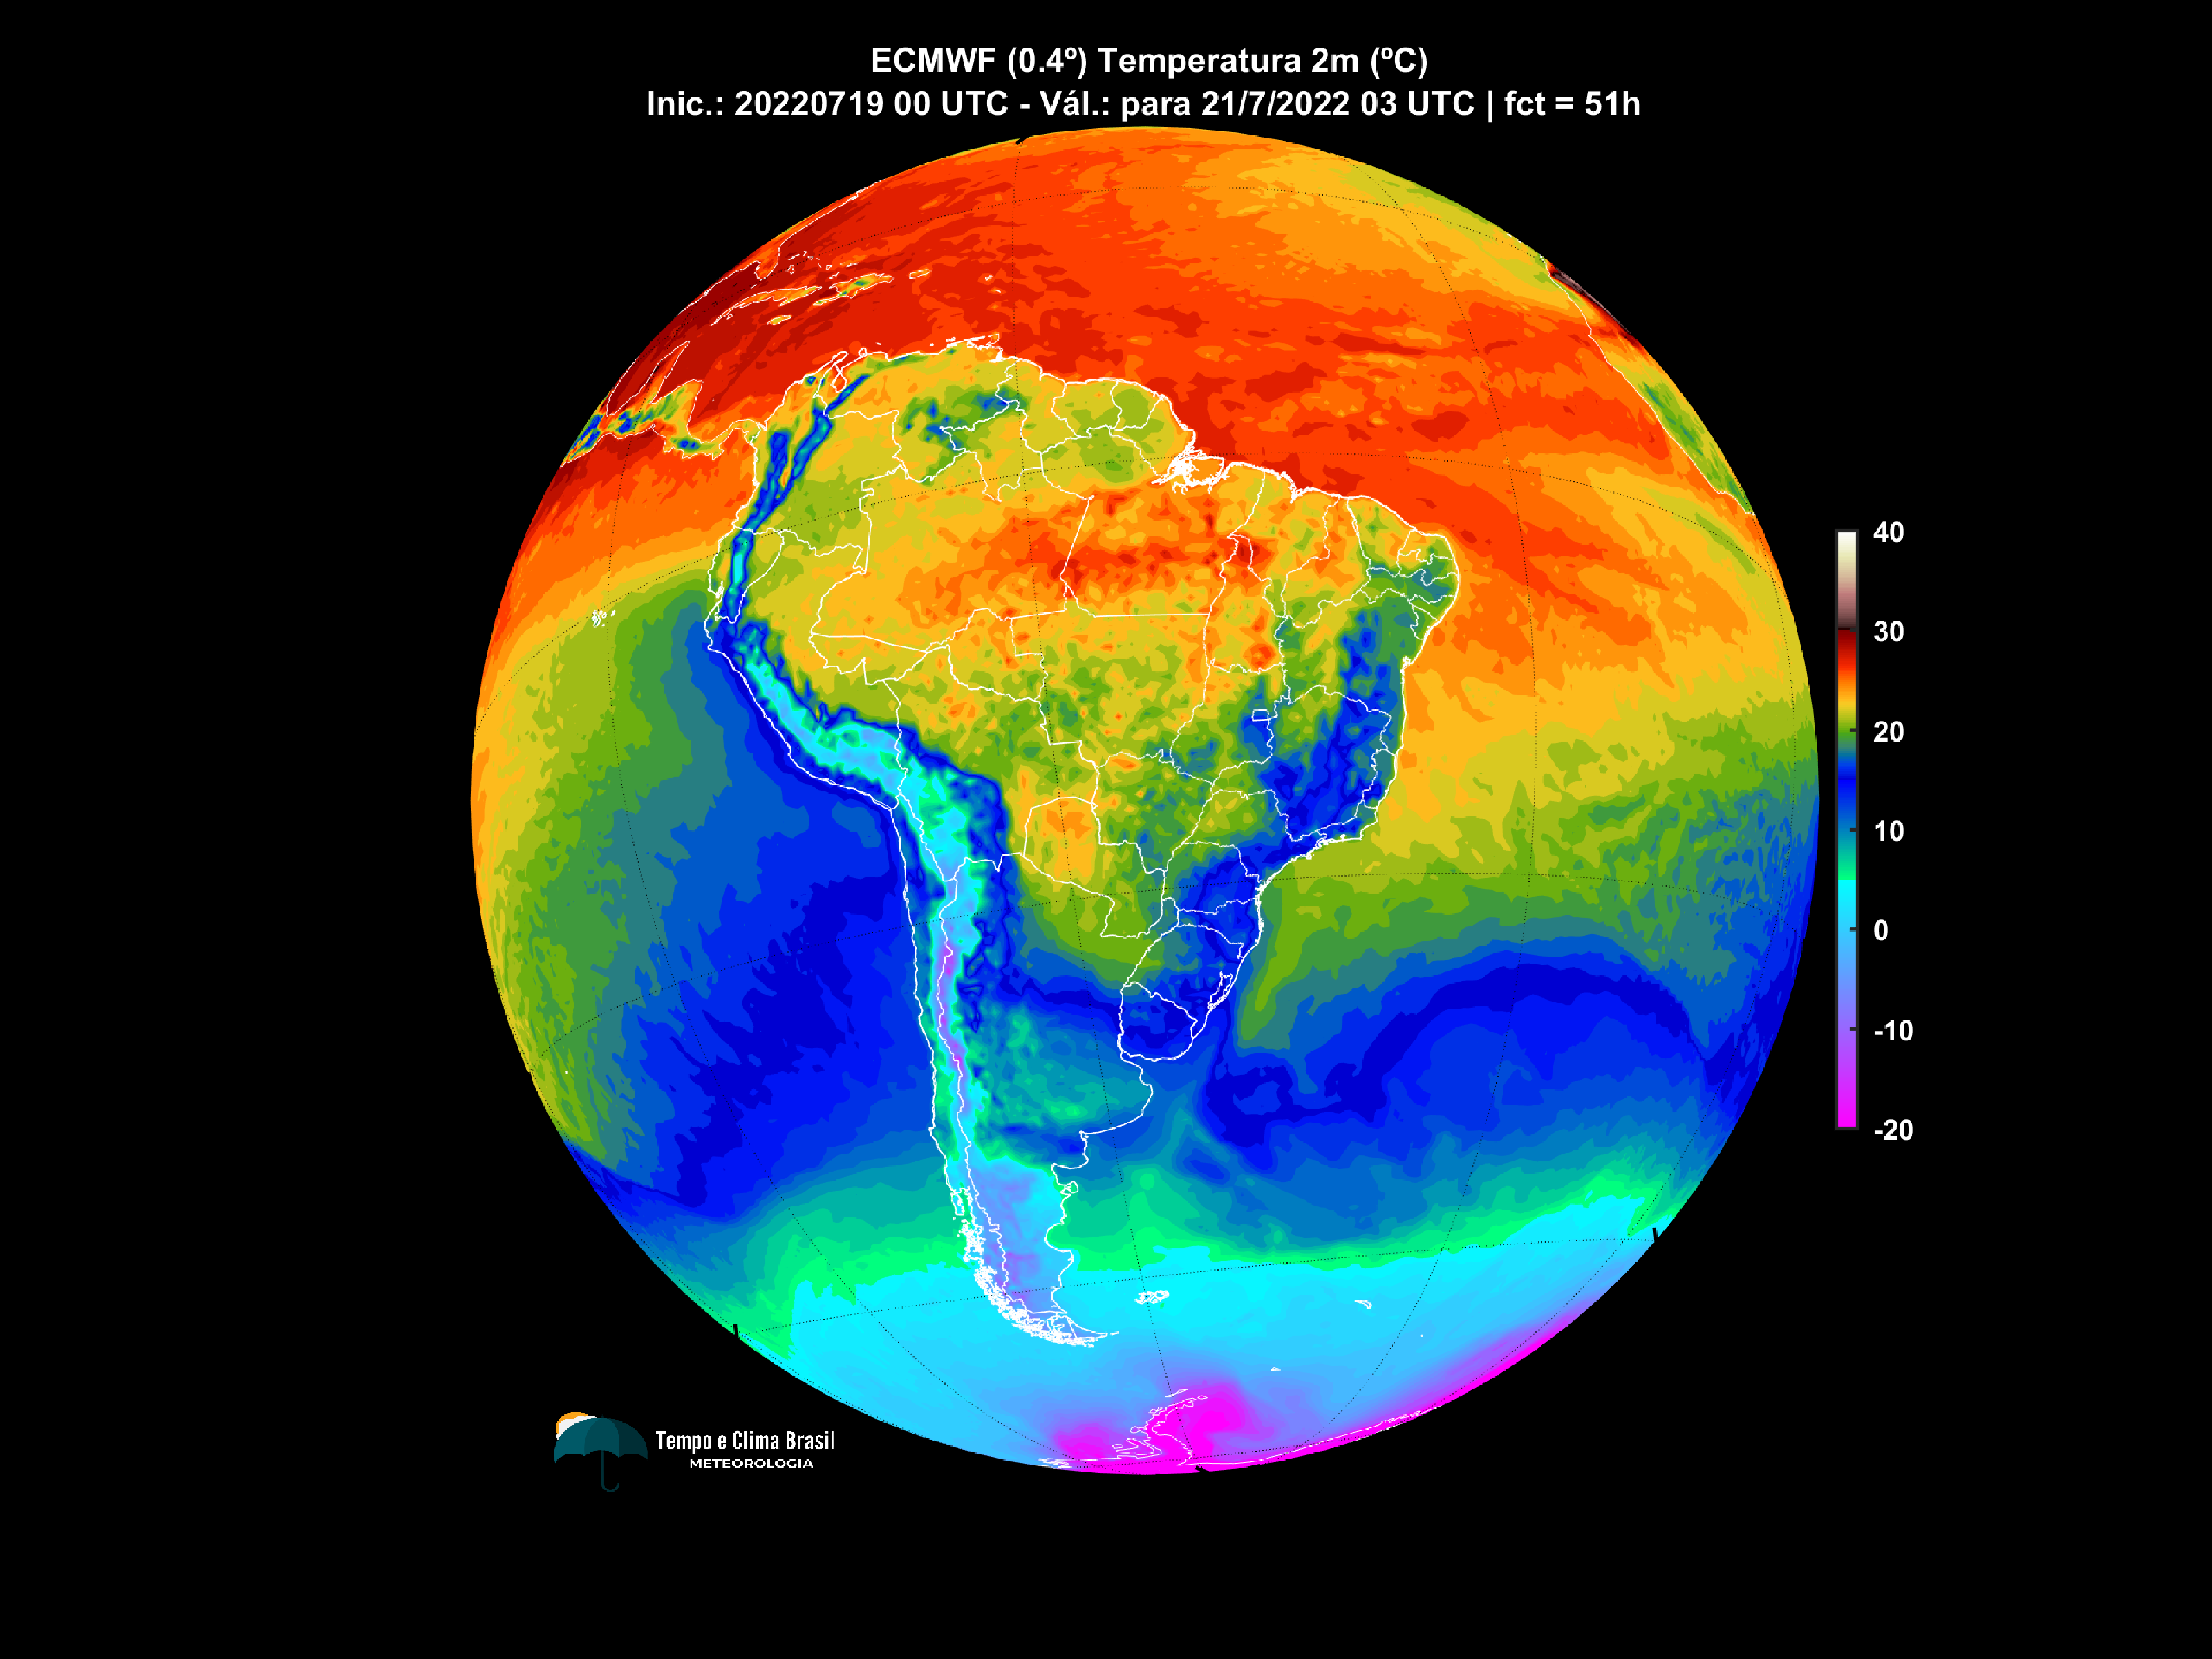 ECMWF (0.4º) Temperatura 2m (ºC)
Inic.: 20220719 00 UTC - Vál.: para 21/7/2022 03 UTC | fct = 51h
40
30
20
10
0
-10
-20
Tempo e Clima Brasil
METEOROLOGIA